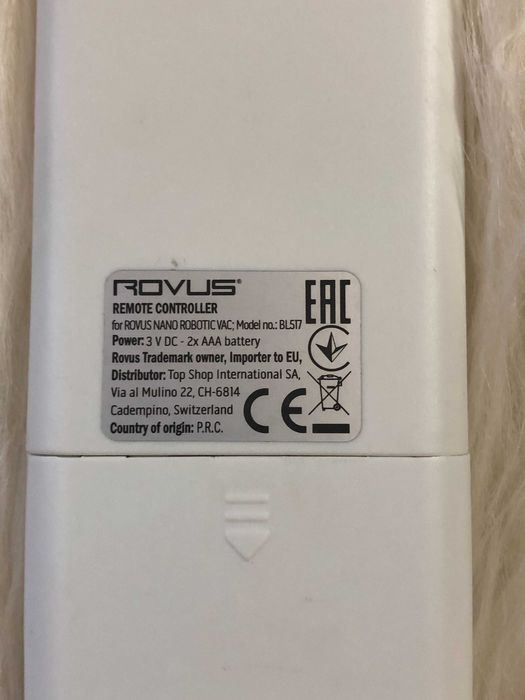 ROVUS®
REMOTE CONTROLLER
for ROVUS NANO ROBOTIC VAC; Model no.: BL517
Power: 3 V DC - 2x AAA battery
Rovus Trademark owner, Importer to EU,
Distributor: Top Shop International SA,
Via al Mulino 22, CH-6814
Cadempino, Switzerland
Country of origin: P.R.C.
EAC
CE